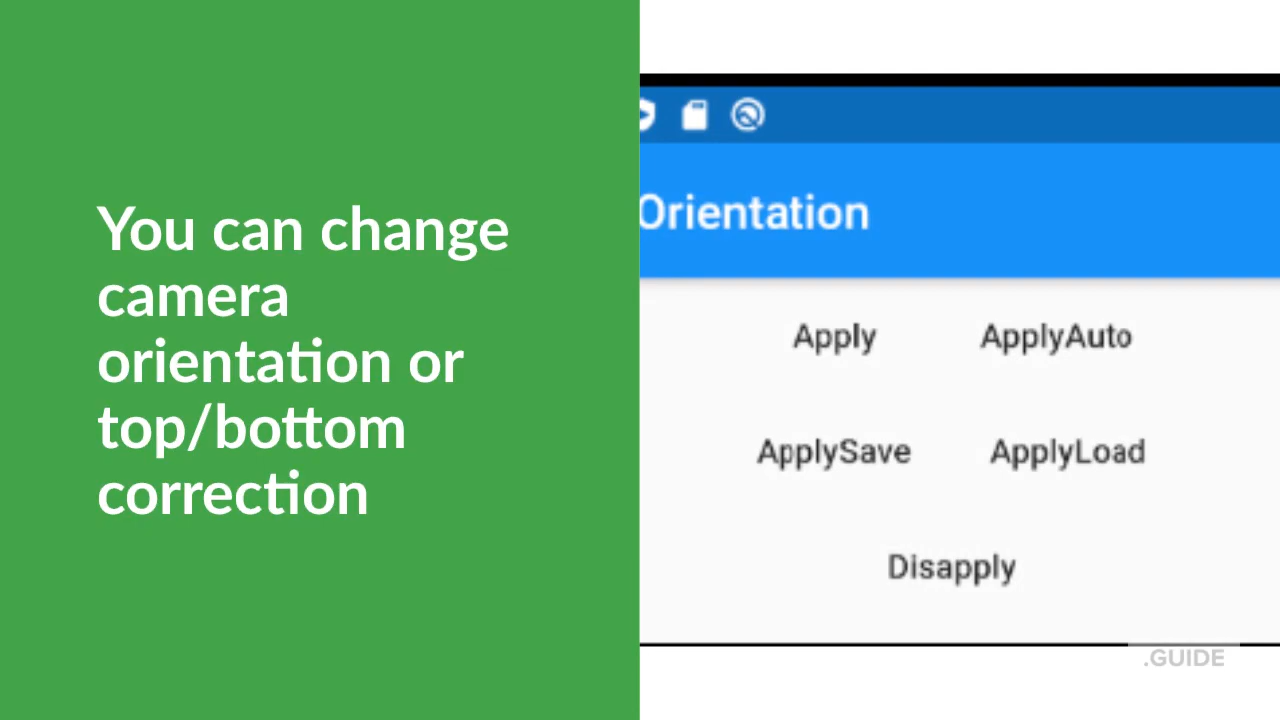 You can change
camera
orientation or
top/bottom
correction
Orientation
Apply ApplyAuto
ApplySave ApplyLoad
Disapply
.GUIDE